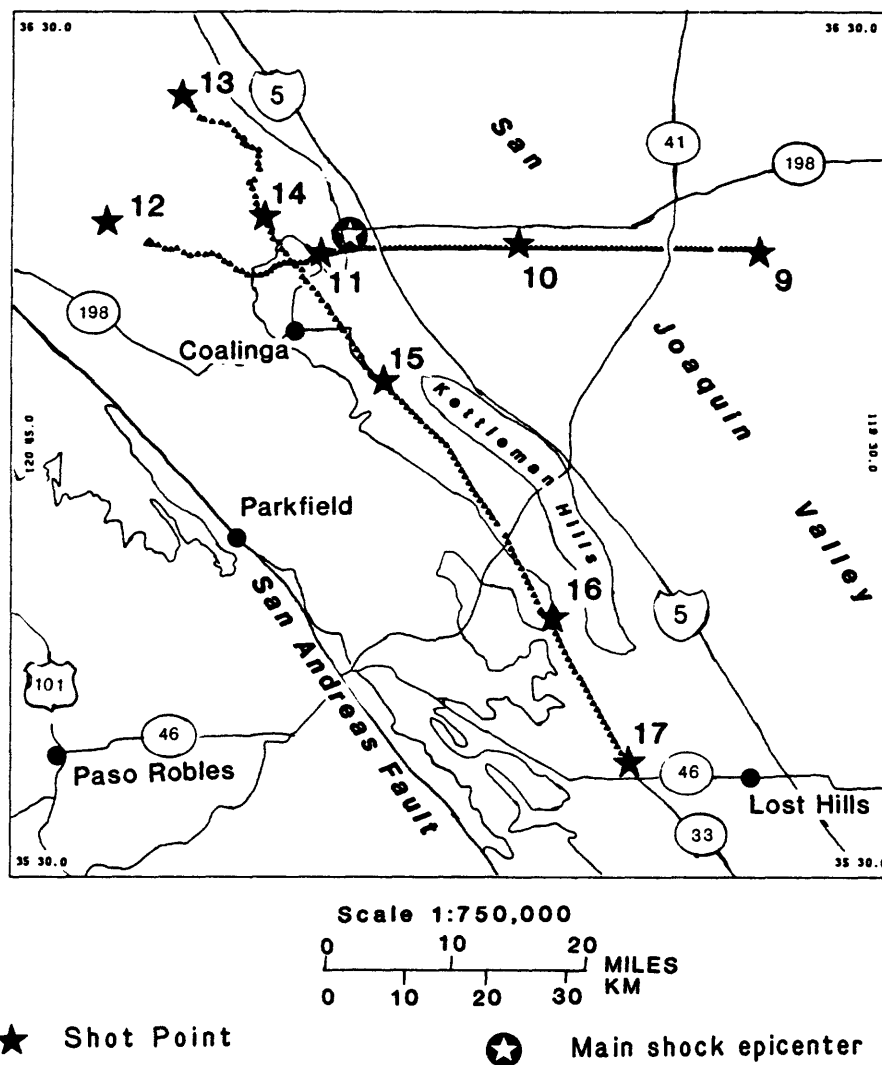 36 30.0
36 30.0
13
5
San
41
198
14
12
11
10
9
198
Coalinga
15
Joaquin
Kettleman Hills
120 45.0
119 30.0
Parkfield
Valley
San Andreas Fault
16
5
101
46
Paso Robles
17
46
Lost Hills
33
35 30.0
35 30.0
Scale 1:750,000
0 10 20
MILES
KM
0 10 20 30
Shot Point
Main shock epicenter